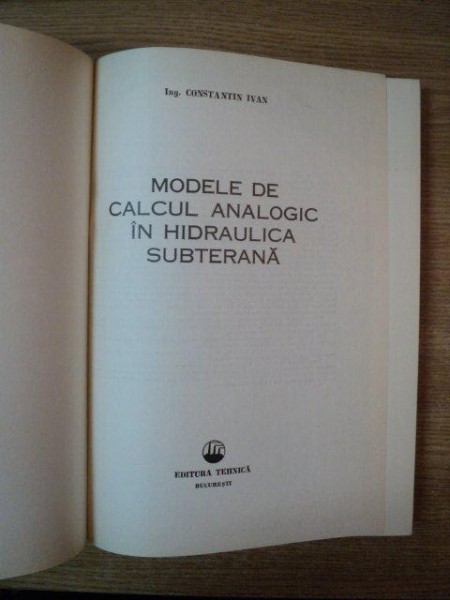 Ing. CONSTANTIN IVAN
MODELE DE
CALCUL ANALOGIC
ÎN HIDRAULICA
SUBTERANĂ
EDITURA TEHNICĂ
BUCUREȘTI